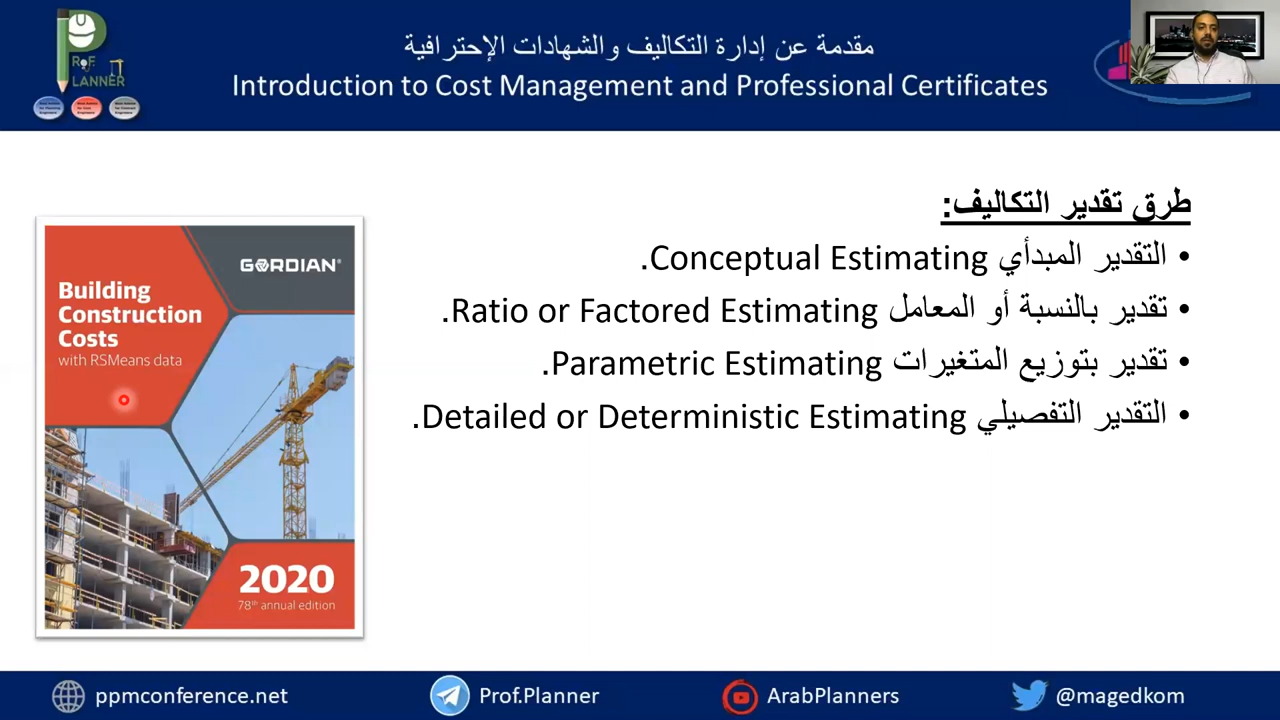 PROF.
PLANNER
مقدمة عن إدارة التكاليف والشهادات الإحترافية
Introduction to Cost Management and Professional Certificates
طرق تقدير التكاليف:
• التقدير المبدأي Conceptual Estimating.
• تقدير بالنسبة أو المعامل Ratio or Factored Estimating.
• تقدير بتوزيع المتغيرات Parametric Estimating.
• التقدير التفصيلي Detailed or Deterministic Estimating.
GORDIAN®
Building
Construction
Costs
with RSMeans data
2020
78th annual edition
ppmconference.net
Prof.Planner
ArabPlanners
@magedkom